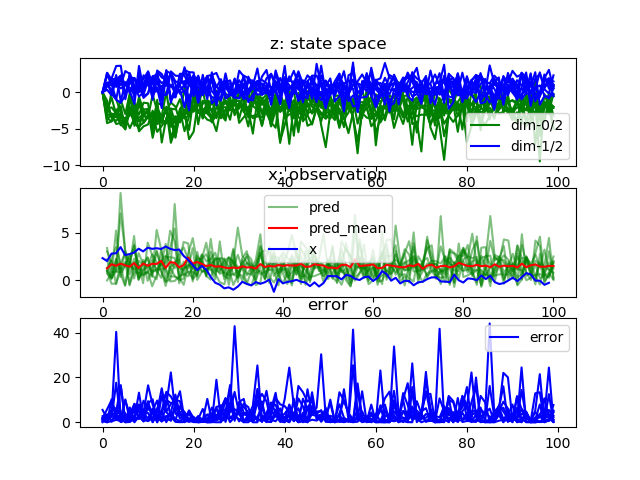 z: state space
0
−5
−10
dim-0/2
dim-1/2
0 20 40 60 80 100
x: observation
5
0
pred
pred_mean
x
0 20 40 60 80 100
error
40
20
0
error
0 20 40 60 80 100